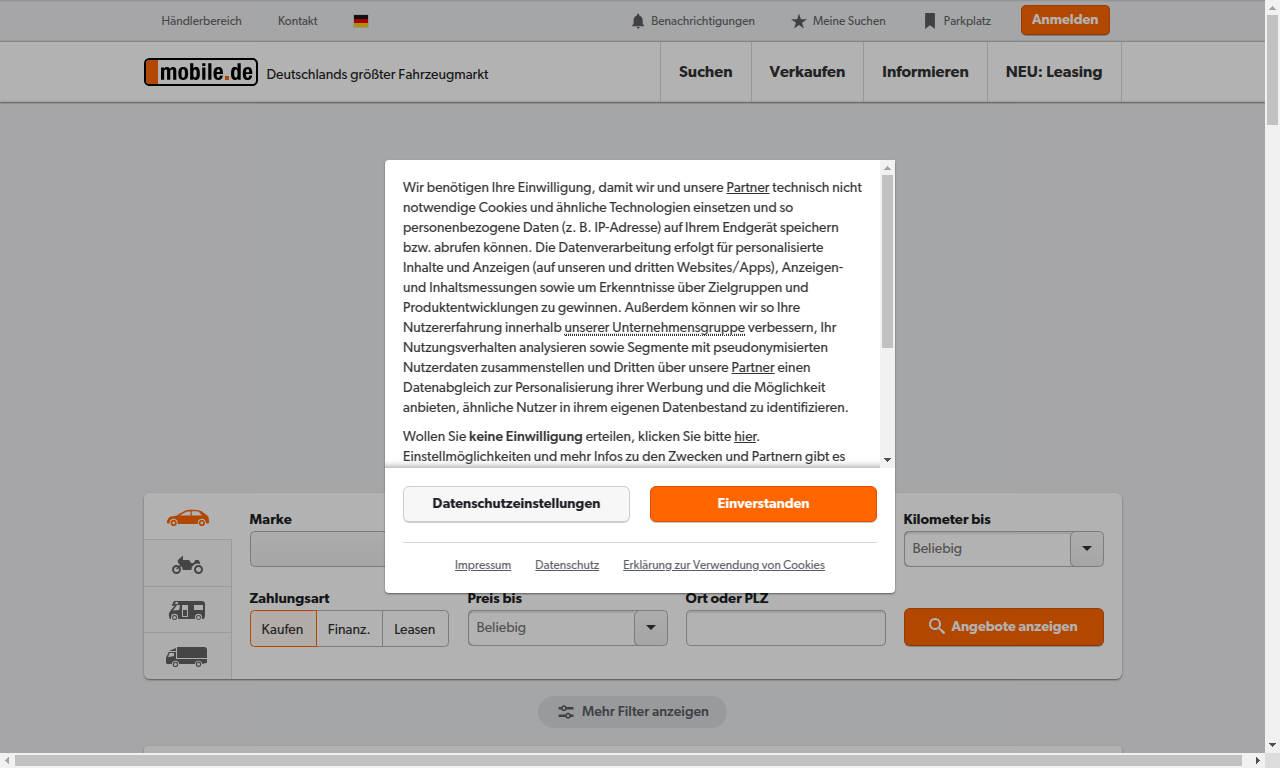 Händlerbereich Kontakt Benachrichtigungen Meine Suchen Parkplatz Anmelden
mobile.de Deutschlands größter Fahrzeugmarkt Suchen Verkaufen Informieren NEU: Leasing
Wir benötigen Ihre Einwilligung, damit wir und unsere Partner technisch nicht
notwendige Cookies und ähnliche Technologien einsetzen und so
personenbezogene Daten (z. B. IP-Adresse) auf Ihrem Endgerät speichern
bzw. abrufen können. Die Datenverarbeitung erfolgt für personalisierte
Inhalte und Anzeigen (auf unseren und dritten Websites/Apps), Anzeigen-
und Inhaltsmessungen sowie um Erkenntnisse über Zielgruppen und
Produktentwicklungen zu gewinnen. Außerdem können wir so Ihre
Nutzererfahrung innerhalb unserer Unternehmensgruppe verbessern, Ihr
Nutzungsverhalten analysieren sowie Segmente mit pseudonymisierten
Nutzerdaten zusammenstellen und Dritten über unsere Partner einen
Datenabgleich zur Personalisierung ihrer Werbung und die Möglichkeit
anbieten, ähnliche Nutzer in ihrem eigenen Datenbestand zu identifizieren.
Wollen Sie keine Einwilligung erteilen, klicken Sie bitte hier.
Einstellmöglichkeiten und mehr Infos zu den Zwecken und Partnern gibt es
Datenschutzeinstellungen Einverstanden
Impressum Datenschutz Erklärung zur Verwendung von Cookies
Marke Kilometer bis
Beliebig
Zahlungsart Preis bis Ort oder PLZ
Kaufen Finanz. Leasen Beliebig Angebote anzeigen
Mehr Filter anzeigen